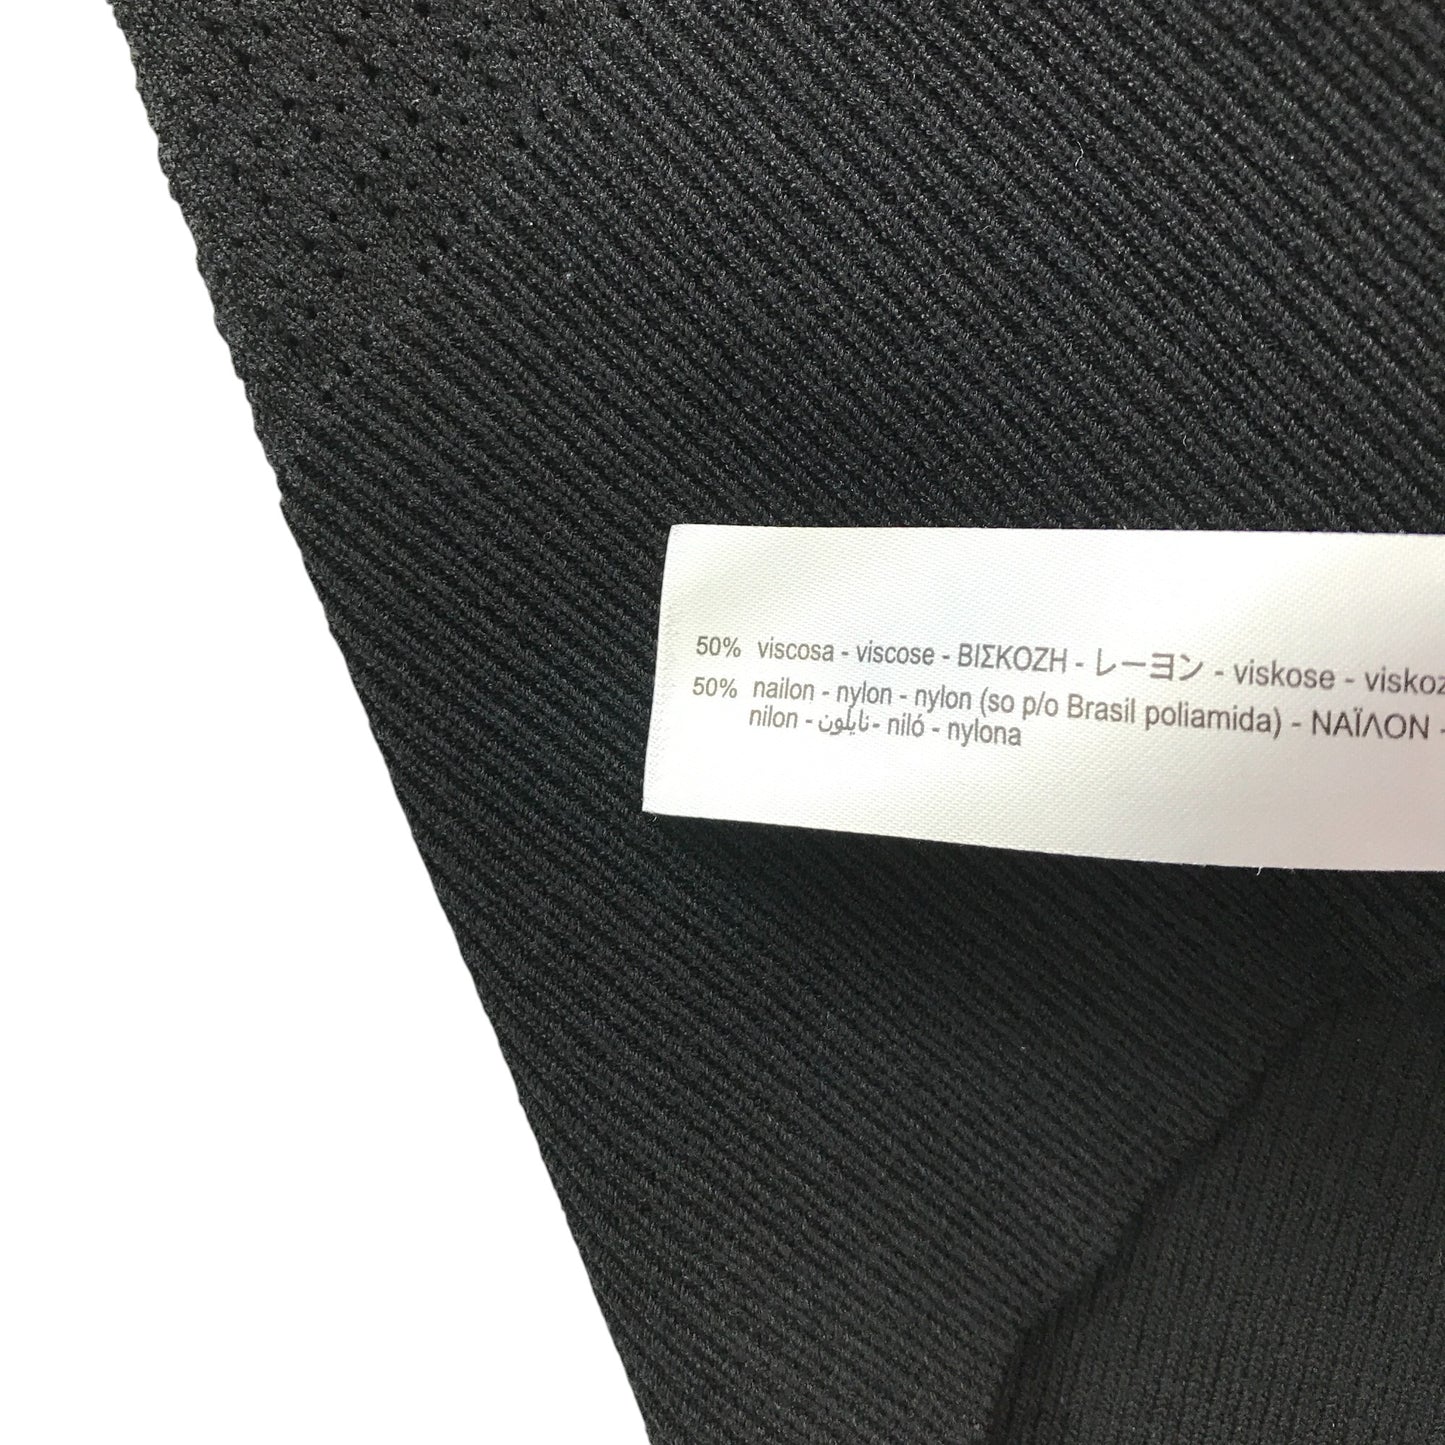 50% viscosa - viscose - ΒΙΣΚΟΖΗ - レーヨン - viskose - viskoz
50% nailon - nylon - nylon (so p/o Brasil poliamida) - ΝΑΪΛΟΝ -
nilon - نايلون - niló - nylona